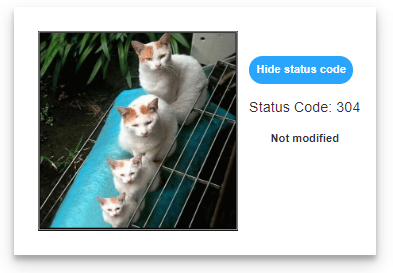 Hide status code
Status Code: 304
Not modified